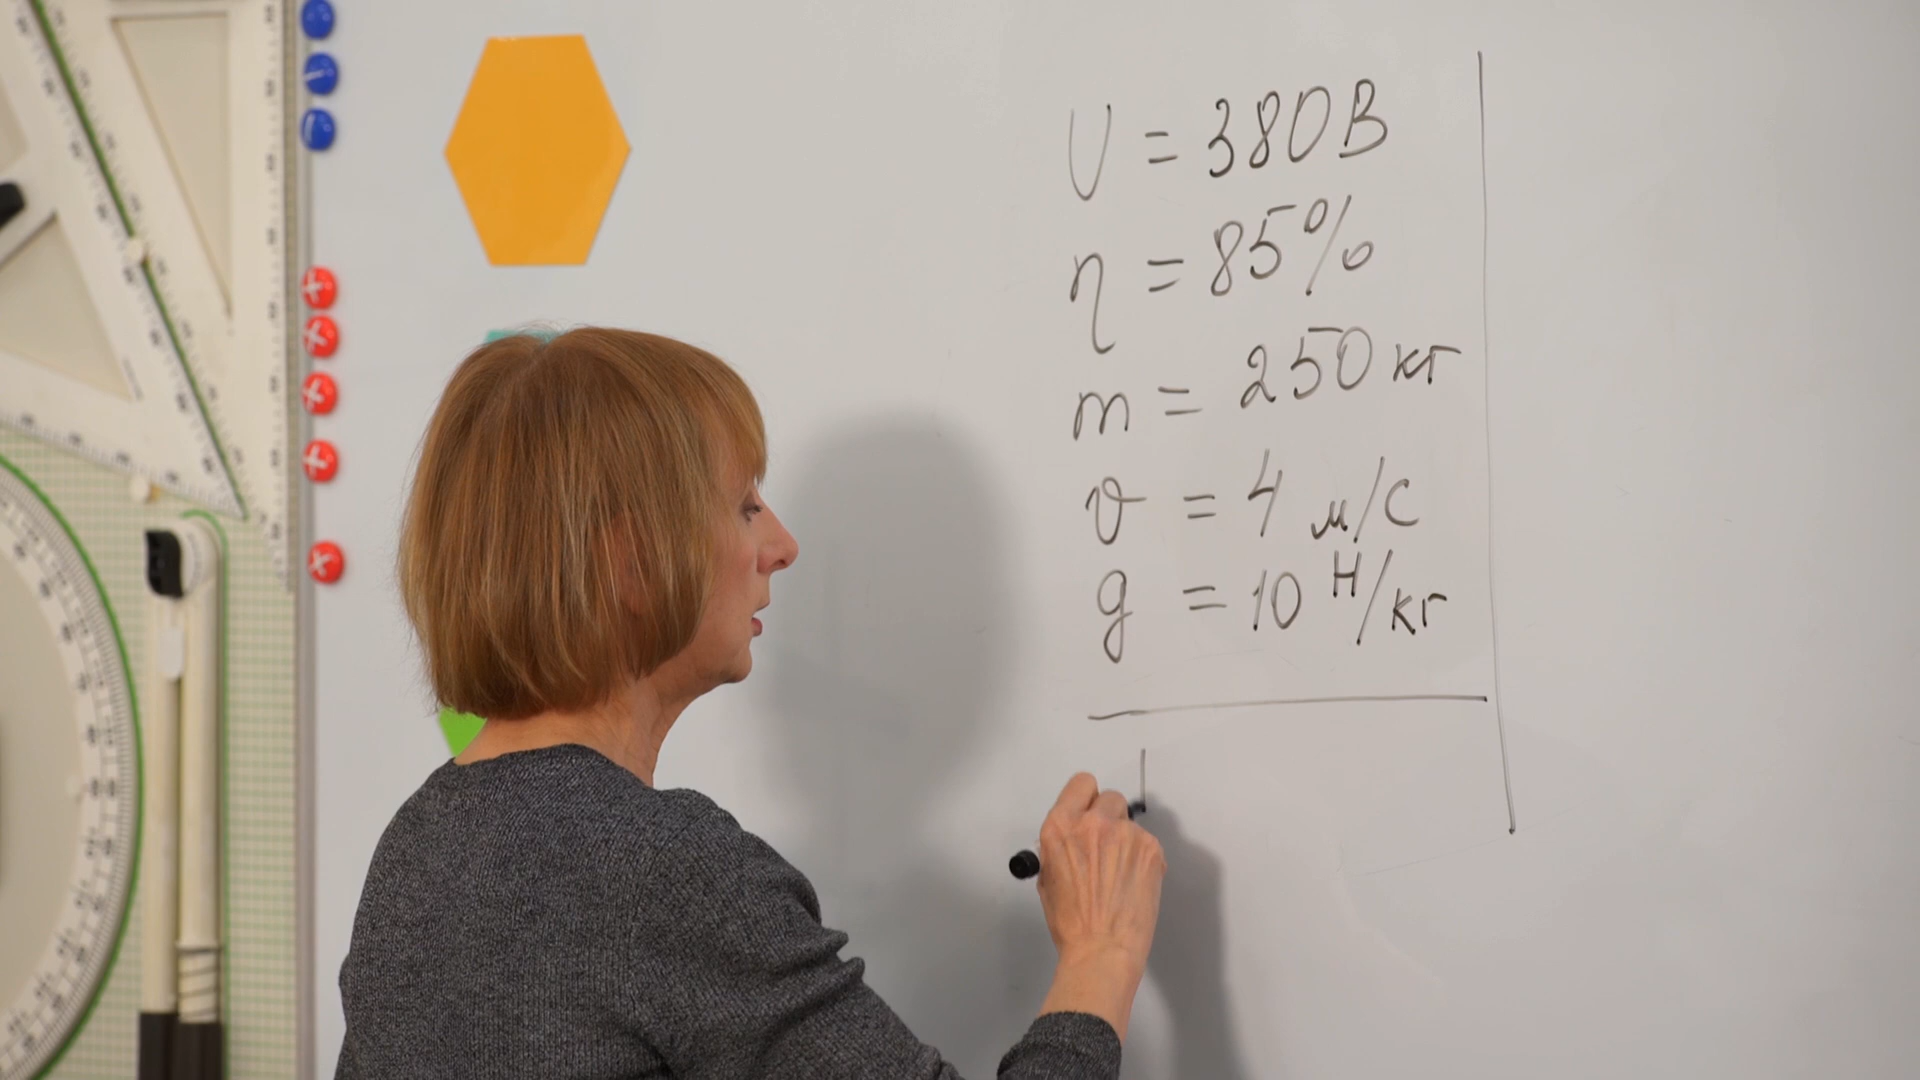 U = 380 В
η = 85%
m = 250 кг
v = 4 м/с
g = 10 Н/кг